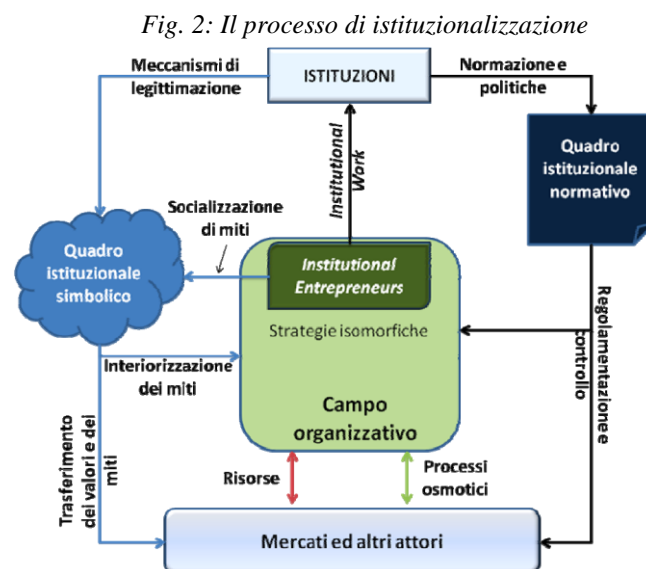 Fig. 2: Il processo di istituzionalizzazione
Meccanismi di
legittimazione
ISTITUZIONI
Normazione e
politiche
Quadro
istituzionale
normativo
Institutional
Work
Socializzazione
di miti
Quadro
istituzionale
simbolico
Institutional
Entrepreneurs
Strategie isomorfiche
Regolamentazione e
controllo
Interiorizzazione
dei miti
Campo
organizzativo
Trasferimento
dei valori e dei
miti
Risorse
Processi
osmotici
Mercati ed altri attori